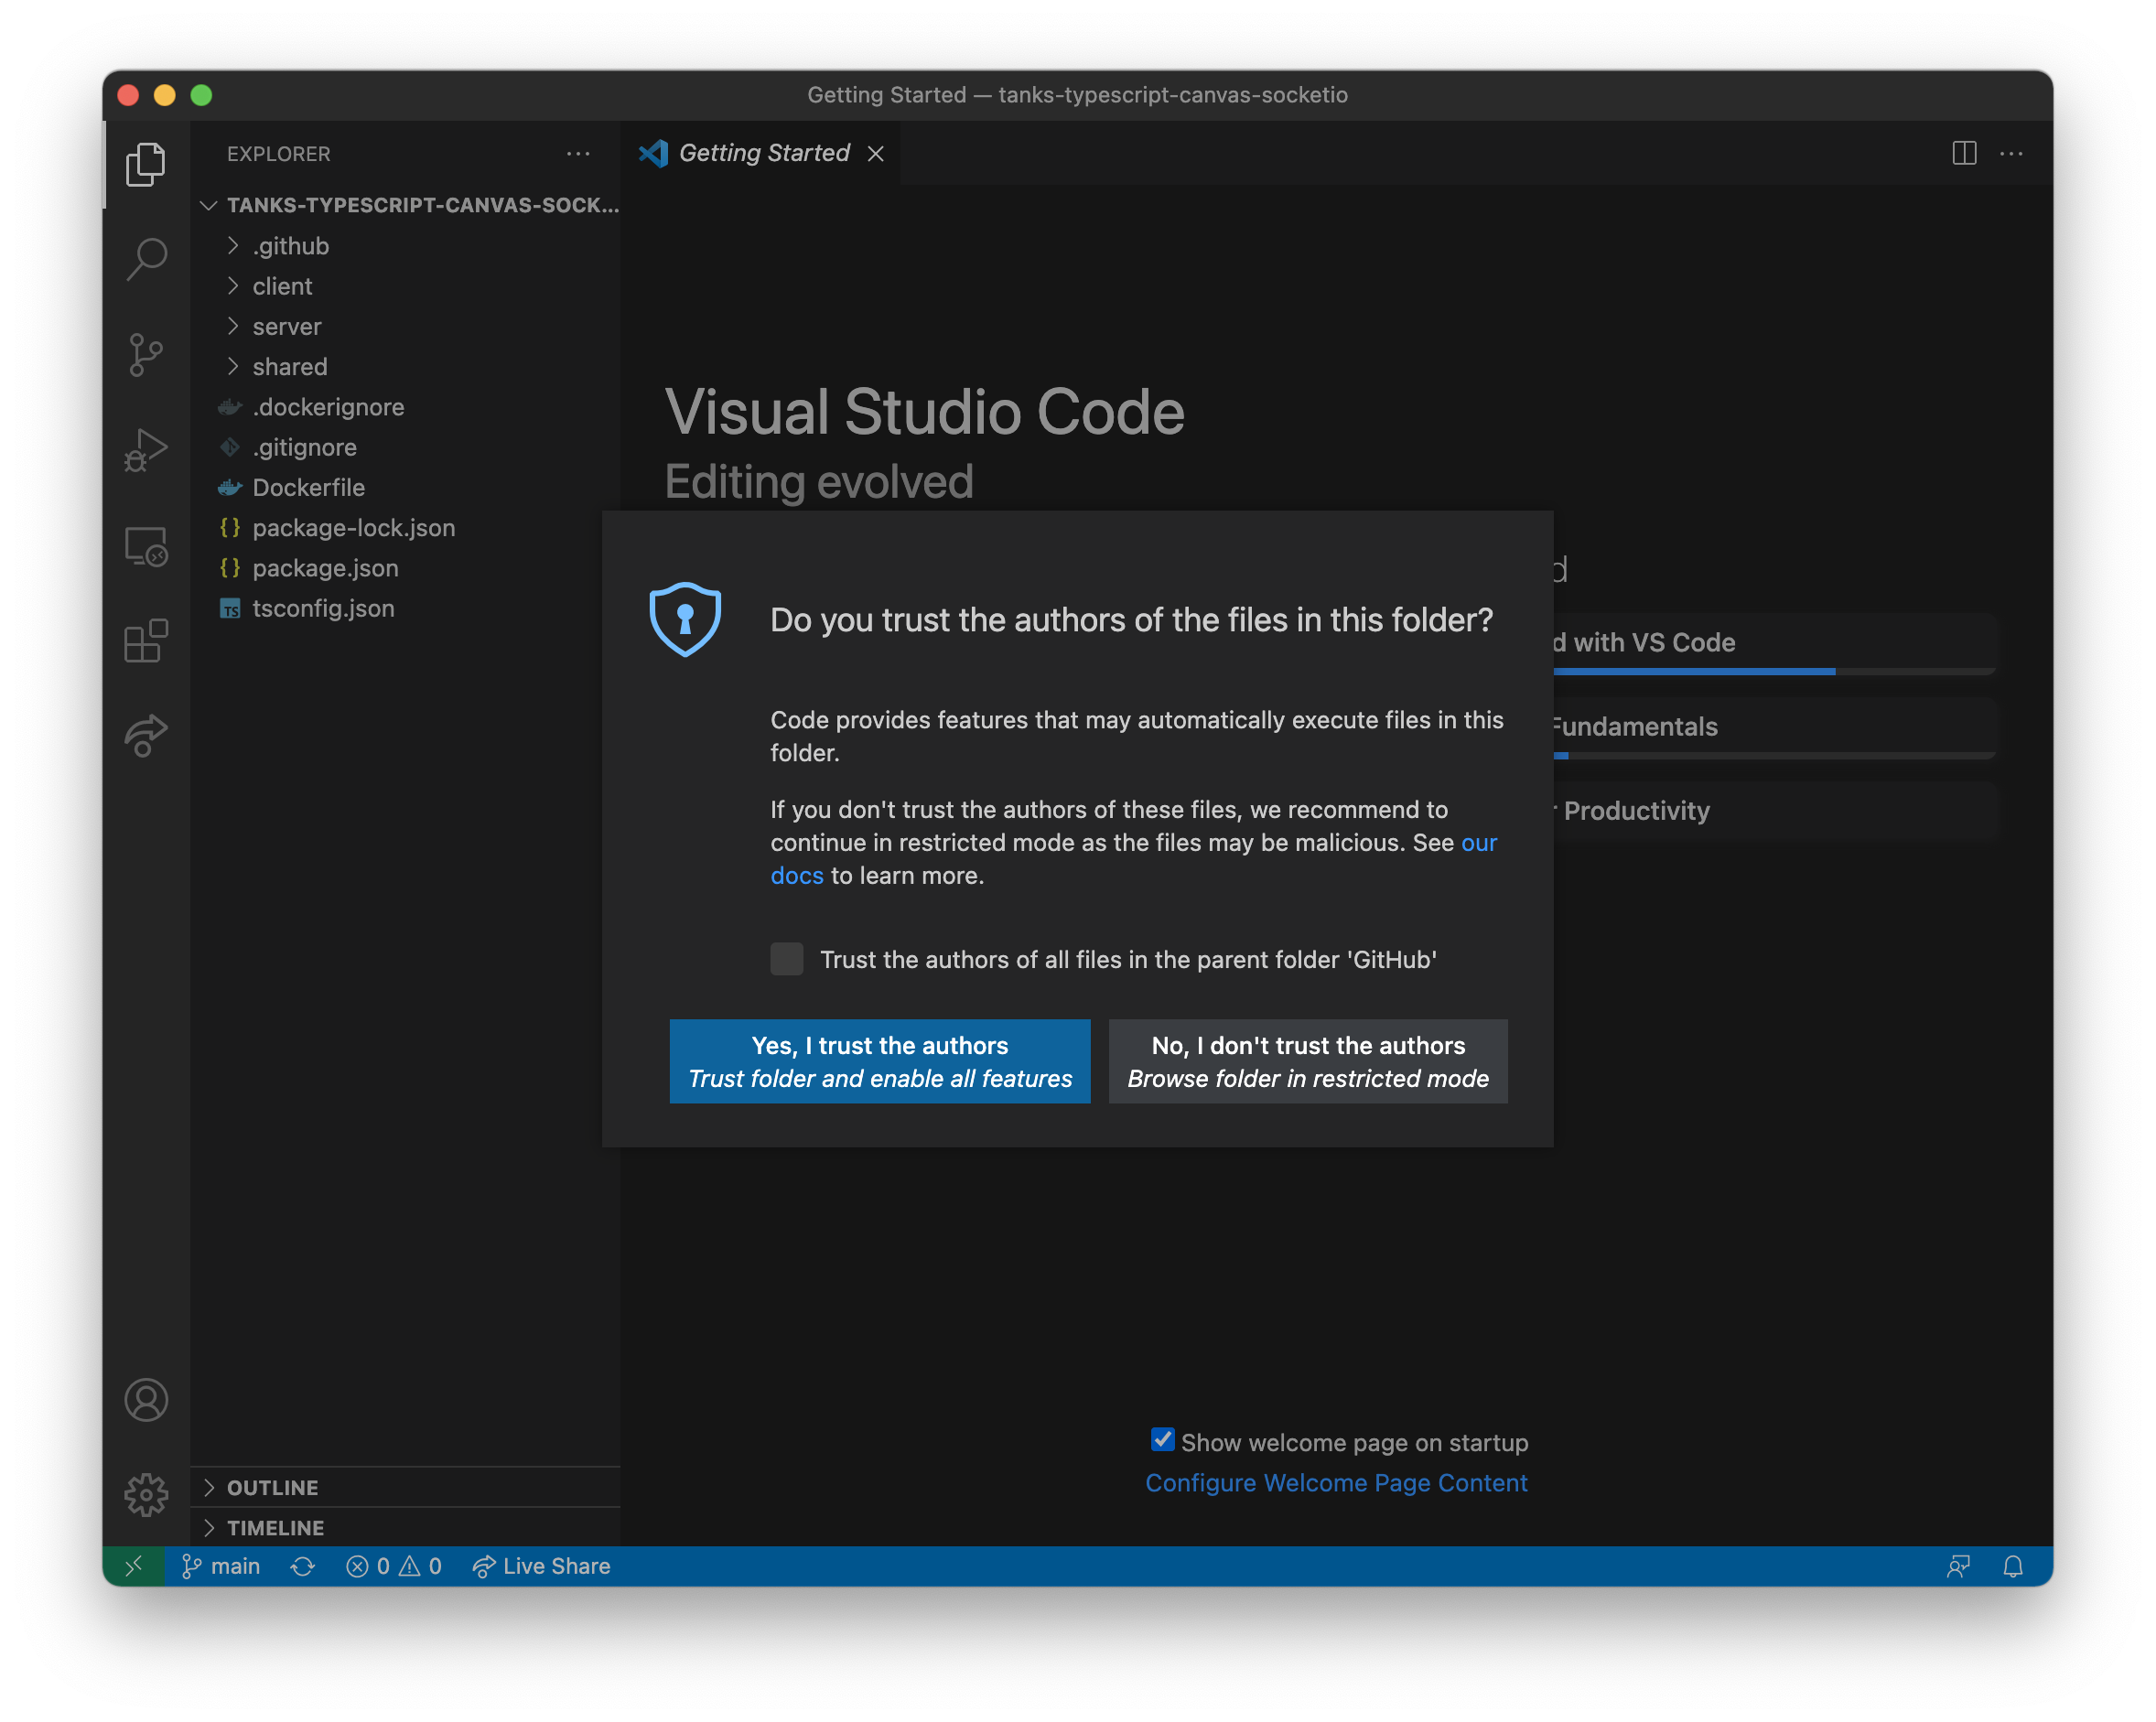 Getting Started — tanks-typescript-canvas-socketio
EXPLORER
Getting Started
TANKS-TYPESCRIPT-CANVAS-SOCK...
.github
client
server
shared
.dockerignore
.gitignore
Dockerfile
{} package-lock.json
{} package.json
TS tsconfig.json
Visual Studio Code
Editing evolved
d
d with VS Code
Fundamentals
r Productivity
Do you trust the authors of the files in this folder?
Code provides features that may automatically execute files in this
folder.
If you don't trust the authors of these files, we recommend to
continue in restricted mode as the files may be malicious. See our
docs to learn more.
Trust the authors of all files in the parent folder 'GitHub'
Yes, I trust the authors
Trust folder and enable all features
No, I don't trust the authors
Browse folder in restricted mode
Show welcome page on startup
Configure Welcome Page Content
OUTLINE
TIMELINE
main 0 0 Live Share